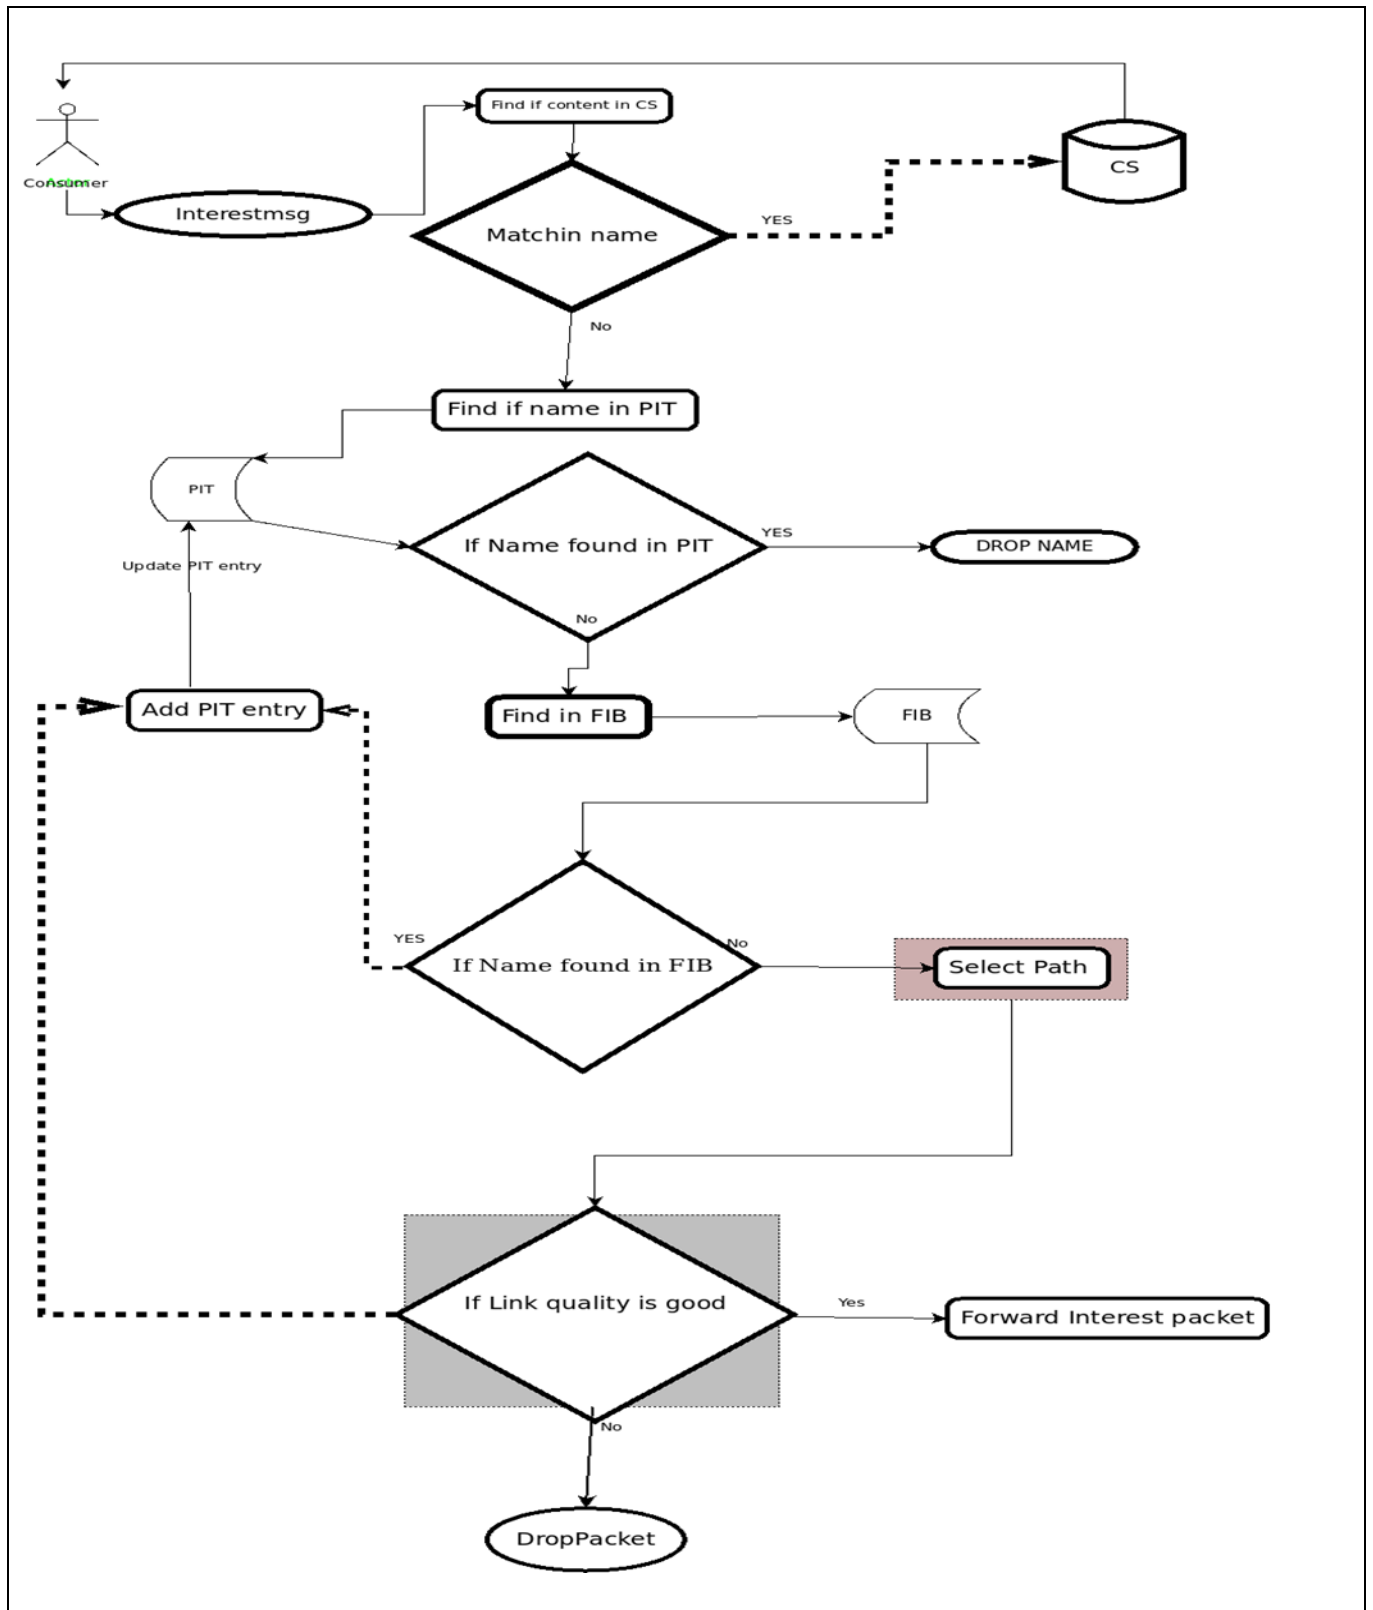 Find if content in CS
CS
Consumer
Interestmsg
Matchin name
YES
No
Find if name in PIT
PIT
If Name found in PIT
YES
DROP NAME
Update PIT entry
No
Add PIT entry
Find in FIB
FIB
YES
If Name found in FIB
No
Select Path
If Link quality is good
Yes
Forward Interest packet
No
DropPacket